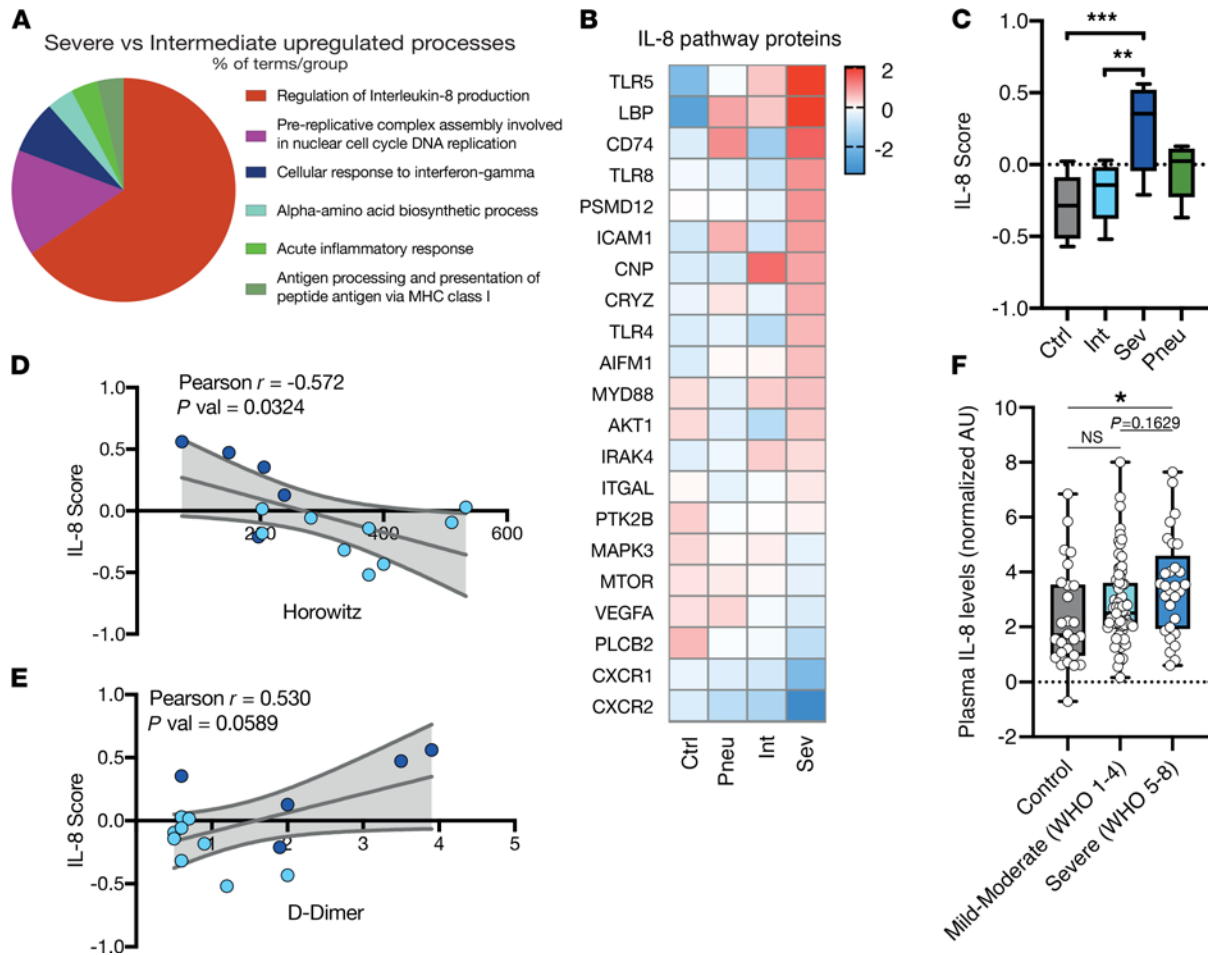 A
Severe vs Intermediate upregulated processes
% of terms/group
Regulation of Interleukin-8 production
Pre-replicative complex assembly involved
in nuclear cell cycle DNA replication
Cellular response to interferon-gamma
Alpha-amino acid biosynthetic process
Acute inflammatory response
Antigen processing and presentation of
peptide antigen via MHC class I
B
IL-8 pathway proteins
TLR5
LBP
CD74
TLR8
PSMD12
ICAM1
CNP
CRYZ
TLR4
AIFM1
MYD88
AKT1
IRAK4
ITGAL
PTK2B
MAPK3
MTOR
VEGFA
PLCB2
CXCR1
CXCR2
Ctrl
Pneu
Int
Sev
2
0
-2
C
IL-8 Score
1.0
0.5
0.0
-0.5
-1.0
***
**
Ctrl
Int
Sev
Pneu
D
Pearson r = -0.572
P val = 0.0324
IL-8 Score
1.0
0.5
0.0
-0.5
-1.0
200
400
600
Horowitz
E
Pearson r = 0.530
P val = 0.0589
IL-8 Score
1.0
0.5
0.0
-0.5
-1.0
1
2
3
4
5
D-Dimer
F
Plasma IL-8 levels (normalized AU)
10
8
6
4
2
0
-2
*
P=0.1629
NS
Control
Mild-Moderate (WHO 1-4)
Severe (WHO 5-8)